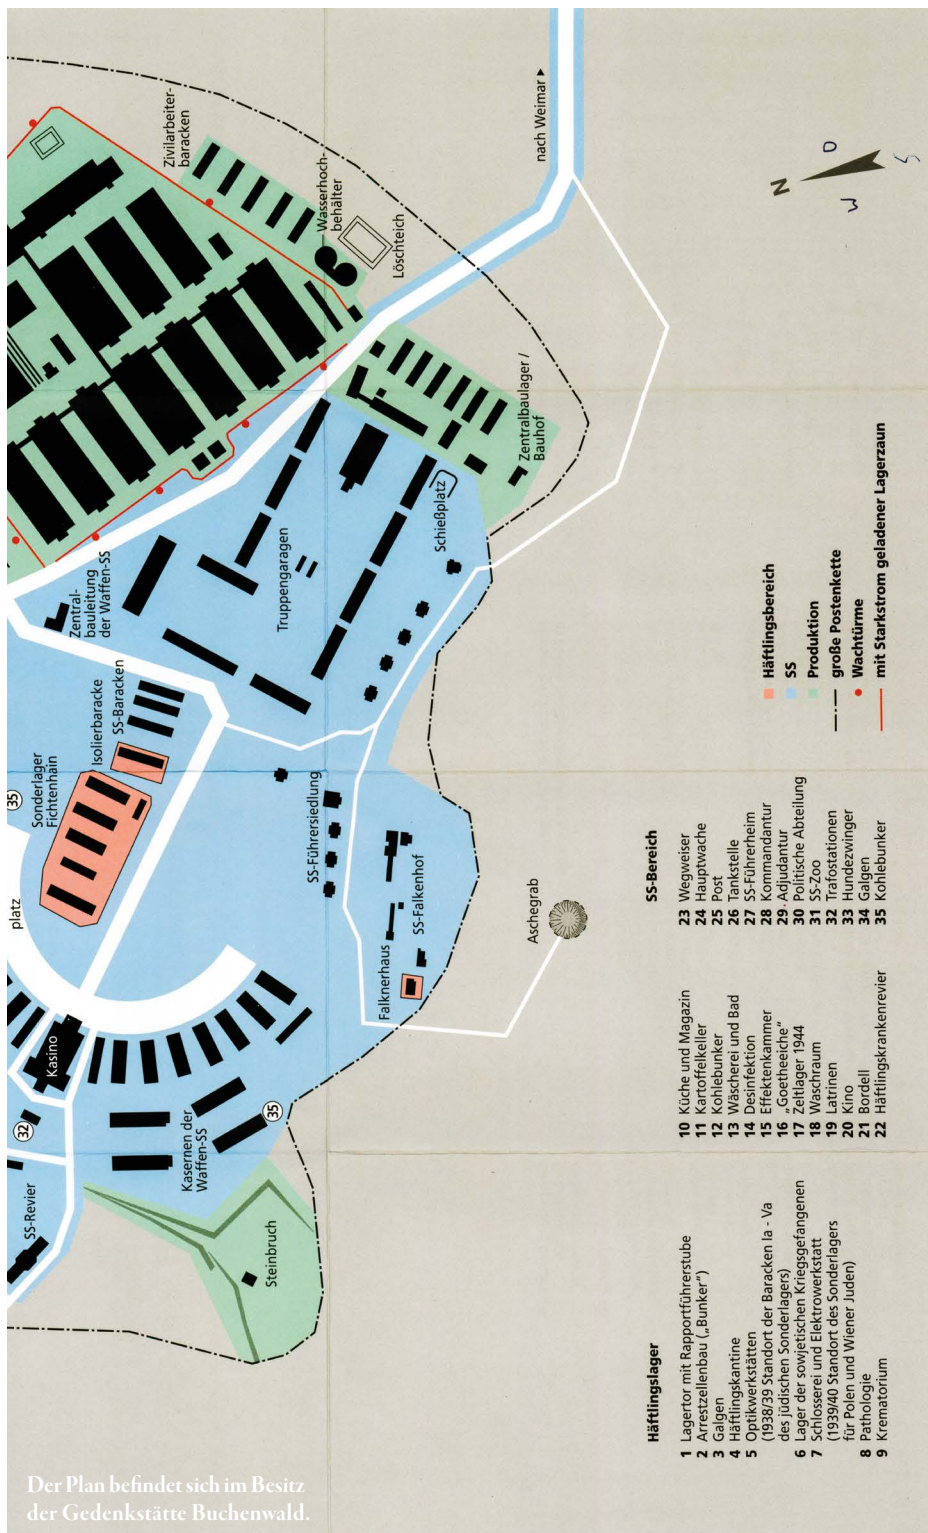 nach Weimar ▶
Zivilarbeiter-
baracken
Wasserhoch-
behälter
Löschteich
N
O
W
S
Zentralbaulager /
Bauhof
Schießplatz
Truppengaragen
Zentral-
bauleitung
der Waffen-SS
SS-Baracken
Isolierbaracke
Sonderlager
Fichtenhain
35
platz
SS-Führersiedlung
SS-Falkenhof
Falknerhaus
Aschegrab
Kasino
32
35
Kasernen der
Waffen-SS
SS-Revier
Steinbruch
Häftlingslager
1 Lagertor mit Rapportführerstube
2 Arrestzellenbau („Bunker”)
3 Galgen
4 Häftlingskantine
5 Optikwerkstätten
(1938/39 Standort der Baracken Ia - Va
des jüdischen Sonderlagers)
6 Lager der sowjetischen Kriegsgefangenen
7 Schlosserei und Elektrowerkstatt
(1939/40 Standort des Sonderlagers
für Polen und Wiener Juden)
8 Pathologie
9 Krematorium
10 Küche und Magazin
11 Kartoffelkeller
12 Kohlebunker
13 Wäscherei und Bad
14 Desinfektion
15 Effektenkammer
16 „Goetheeiche”
17 Zeltlager 1944
18 Waschraum
19 Latrinen
20 Kino
21 Bordell
22 Häftlingskrankenrevier
SS-Bereich
23 Wegweiser
24 Hauptwache
25 Post
26 Tankstelle
27 SS-Führerheim
28 Kommandantur
29 Adjudantur
30 Politische Abteilung
31 SS-Zoo
32 Trafostationen
33 Hundezwinger
34 Galgen
35 Kohlebunker
Häftlingsbereich
SS
Produktion
große Postenkette
Wachtürme
mit Starkstrom geladener Lagerzaun
Der Plan befindet sich im Besitz
der Gedenkstätte Buchenwald.